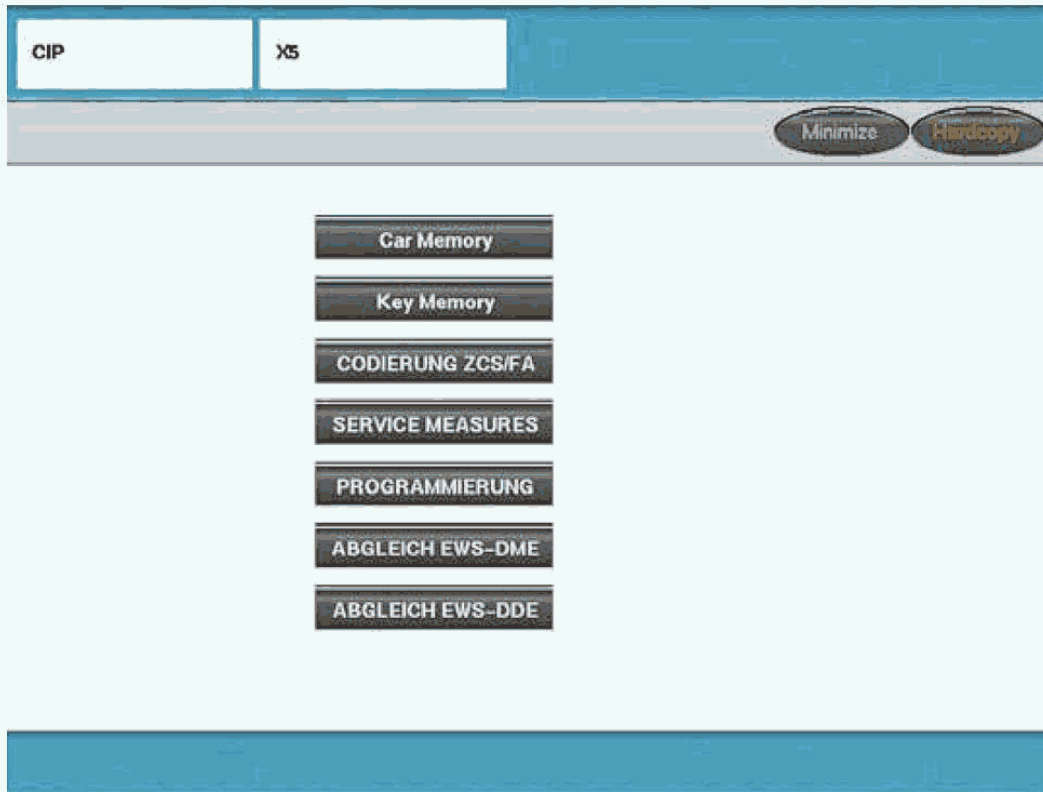 CIP
X5
Minimize
Hardcopy
Car Memory
Key Memory
CODIERUNG ZCS/FA
SERVICE MEASURES
PROGRAMMIERUNG
ABGLEICH EWS-DME
ABGLEICH EWS-DDE